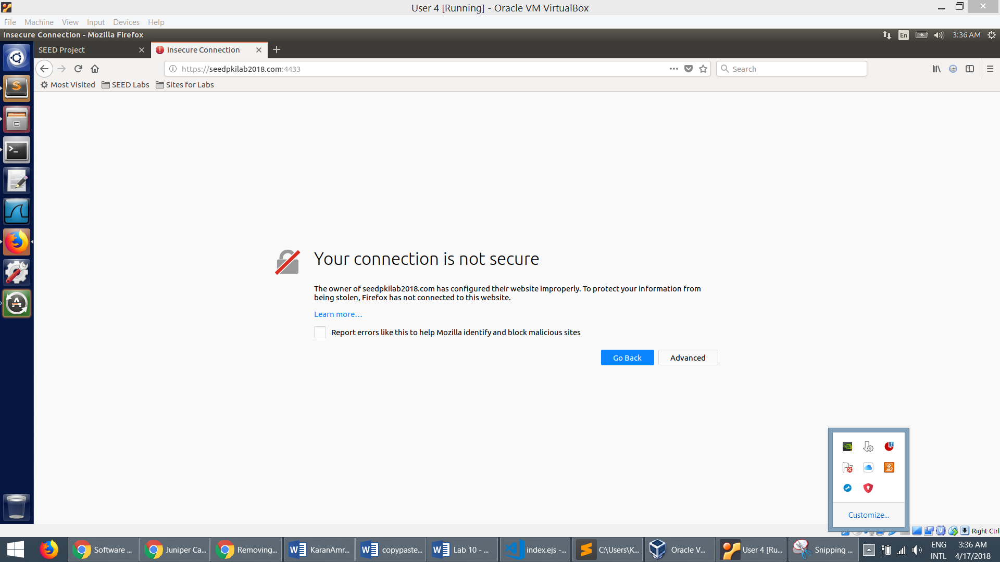 User 4 [Running] - Oracle VM VirtualBox
File Machine View Input Devices Help
Insecure Connection - Mozilla Firefox
En 3:36 AM
SEED Project
Insecure Connection
https://seedpkilab2018.com:4433
Search
Most Visited SEED Labs Sites for Labs
Your connection is not secure
The owner of seedpkilab2018.com has configured their website improperly. To protect your information from
being stolen, Firefox has not connected to this website.
Learn more…
Report errors like this to help Mozilla identify and block malicious sites
Go Back Advanced
Customize...
Right Ctrl
Software ...
Juniper Ca...
Removing...
KaranAmr...
copypaste...
Lab 10 - ...
index.ejs -...
C:\Users\K...
Oracle V...
User 4 [Ru...
Snipping ...
ENG
INTL
3:36 AM
4/17/2018